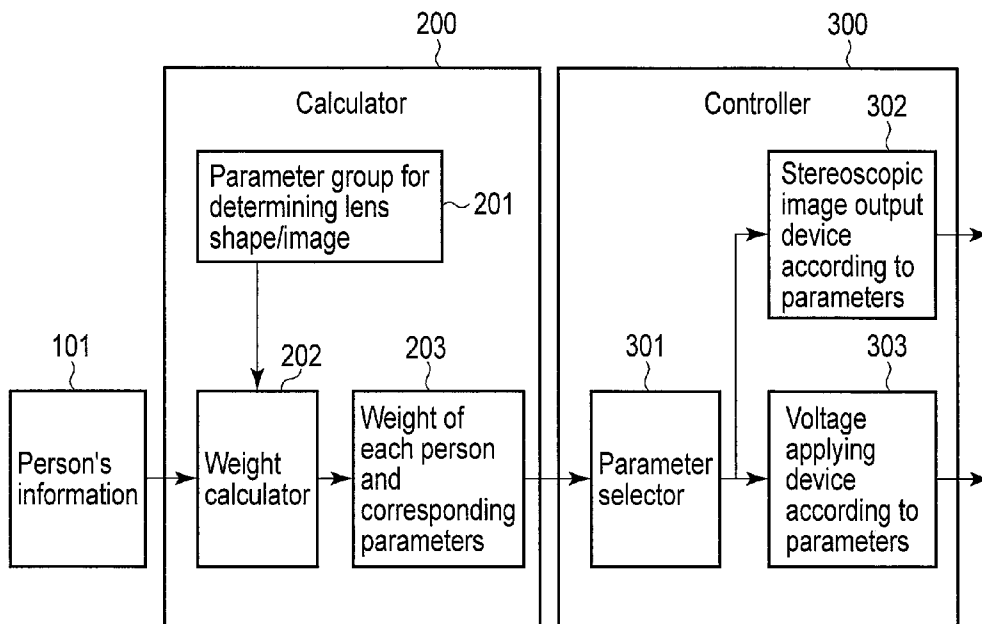 200
300
Calculator
Controller
302
Parameter group for
determining lens
shape/image
201
Stereoscopic
image output
device
according to
parameters
101
202
203
301
303
Person's
information
Weight
calculator
Weight of
each person
and
corresponding
parameters
Parameter
selector
Voltage
applying
device
according to
parameters